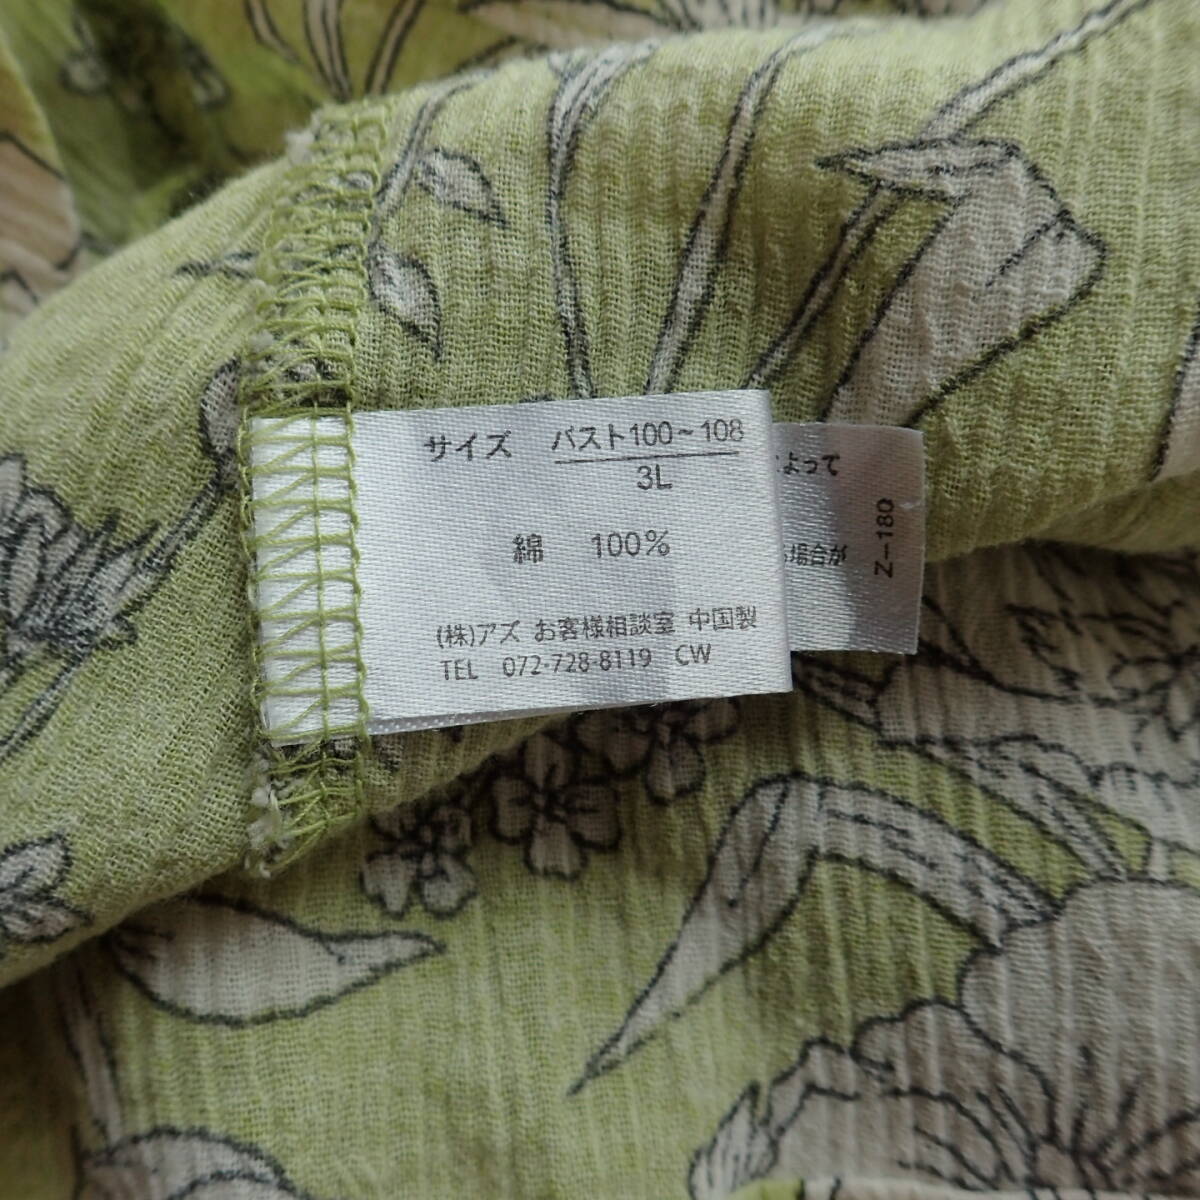 サイズ バスト100~108
3L
綿 100%
(株)アズ お客様相談室 中国製
TEL 072-728-8119 CW
よって
場合が
Z-180